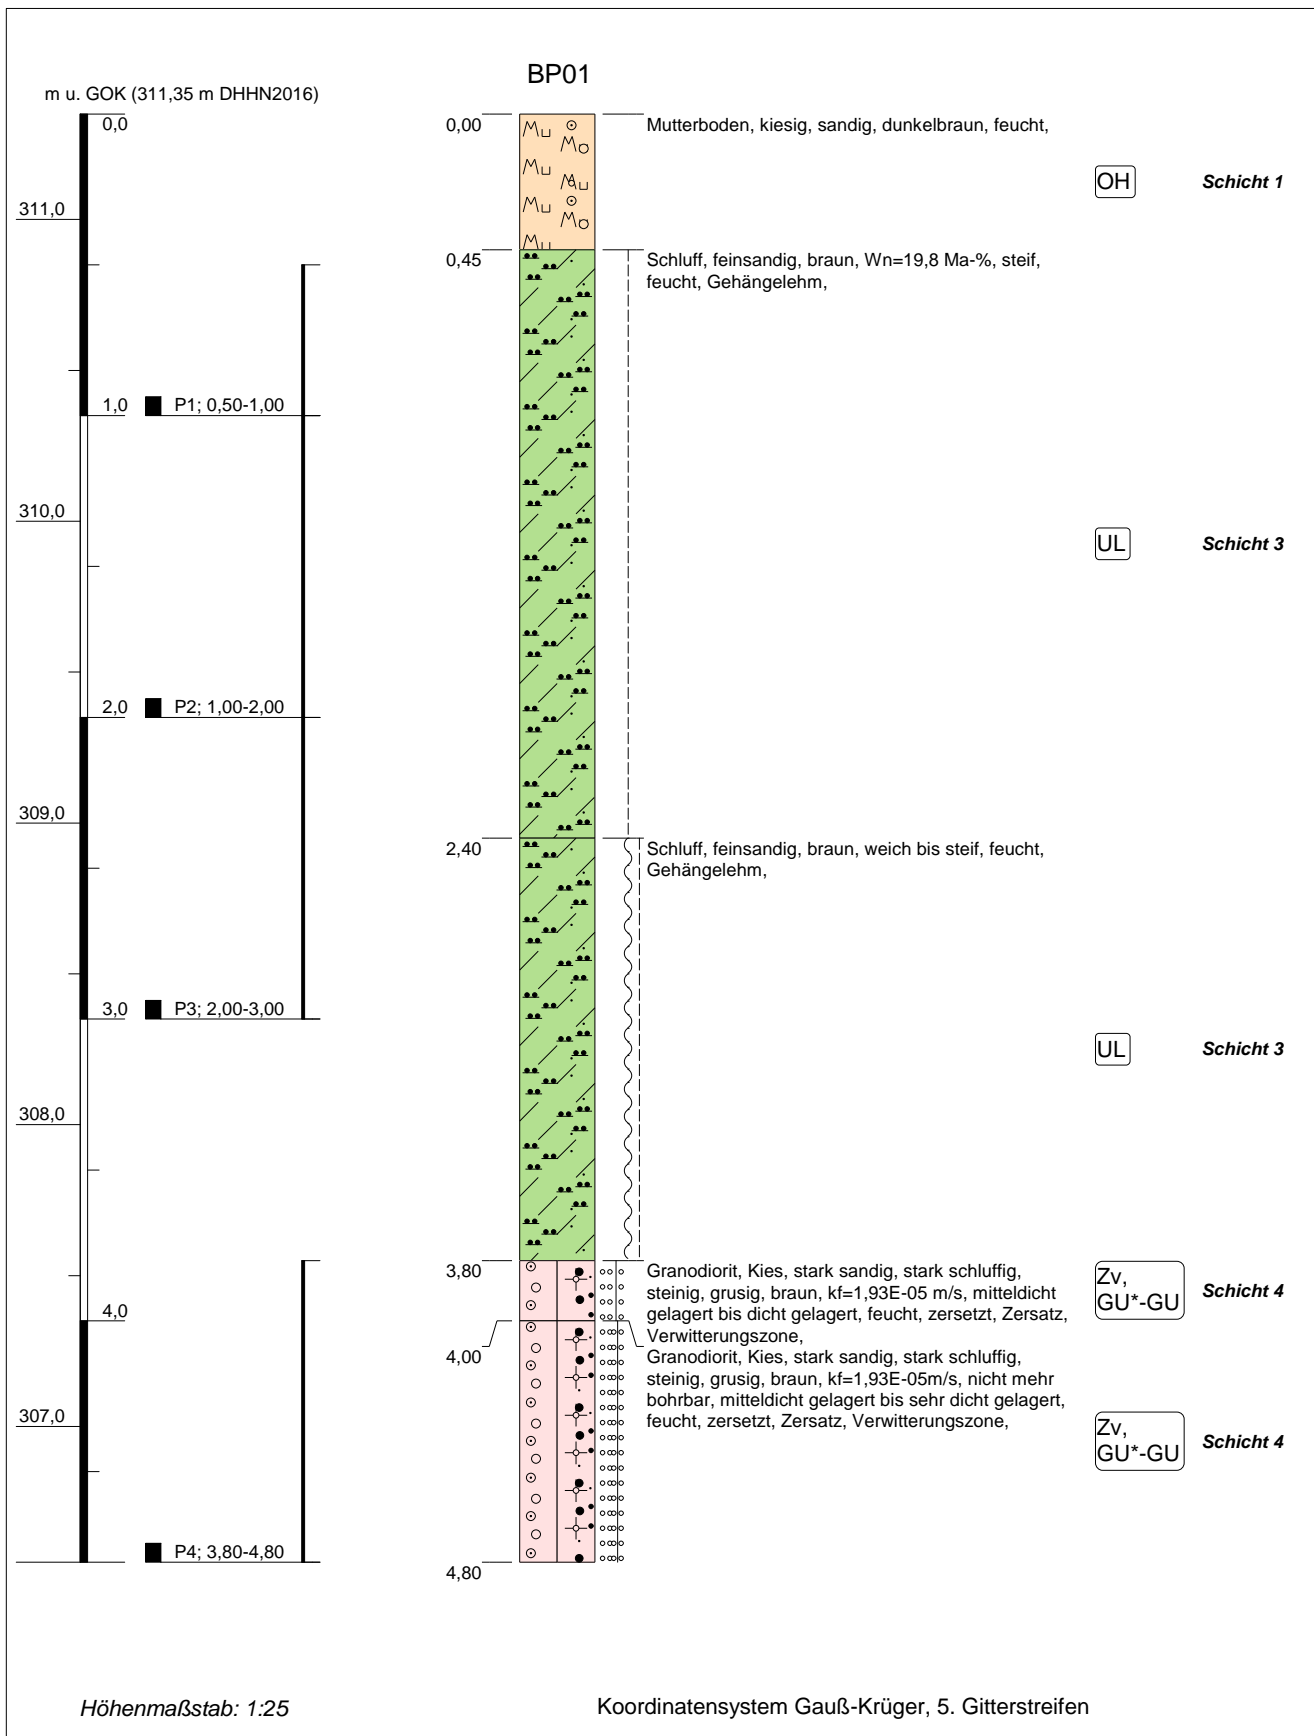 BP01
m u. GOK (311,35 m DHHN2016)
0,0
0,00
Mutterboden, kiesig, sandig, dunkelbraun, feucht,
OH
Schicht 1
311,0
0,45
Schluff, feinsandig, braun, Wn=19,8 Ma-%, steif,
feucht, Gehängelehm,
1,0
P1; 0,50-1,00
310,0
UL
Schicht 3
2,0
P2; 1,00-2,00
309,0
2,40
Schluff, feinsandig, braun, weich bis steif, feucht,
Gehängelehm,
3,0
P3; 2,00-3,00
UL
Schicht 3
308,0
3,80
Granodiorit, Kies, stark sandig, stark schluffig,
steinig, grusig, braun, kf=1,93E-05 m/s, mitteldicht
gelagert bis dicht gelagert, feucht, zersetzt, Zersatz,
Verwitterungszone,
Zv,
GU*-GU
Schicht 4
4,0
4,00
Granodiorit, Kies, stark sandig, stark schluffig,
steinig, grusig, braun, kf=1,93E-05m/s, nicht mehr
bohrbar, mitteldicht gelagert bis sehr dicht gelagert,
feucht, zersetzt, Zersatz, Verwitterungszone,
307,0
Zv,
GU*-GU
Schicht 4
P4; 3,80-4,80
4,80
Höhenmaßstab: 1:25
Koordinatensystem Gauß-Krüger, 5. Gitterstreifen